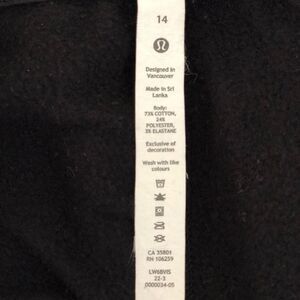 14
Designed in
Vancouver
Made in Sri
Lanka
Body:
73% COTTON,
24%
POLYESTER,
3% ELASTANE
Exclusive of
decoration
Wash with like
colours
CA 35801
RN 106259
LW6BVIS
22-3
0000034-05